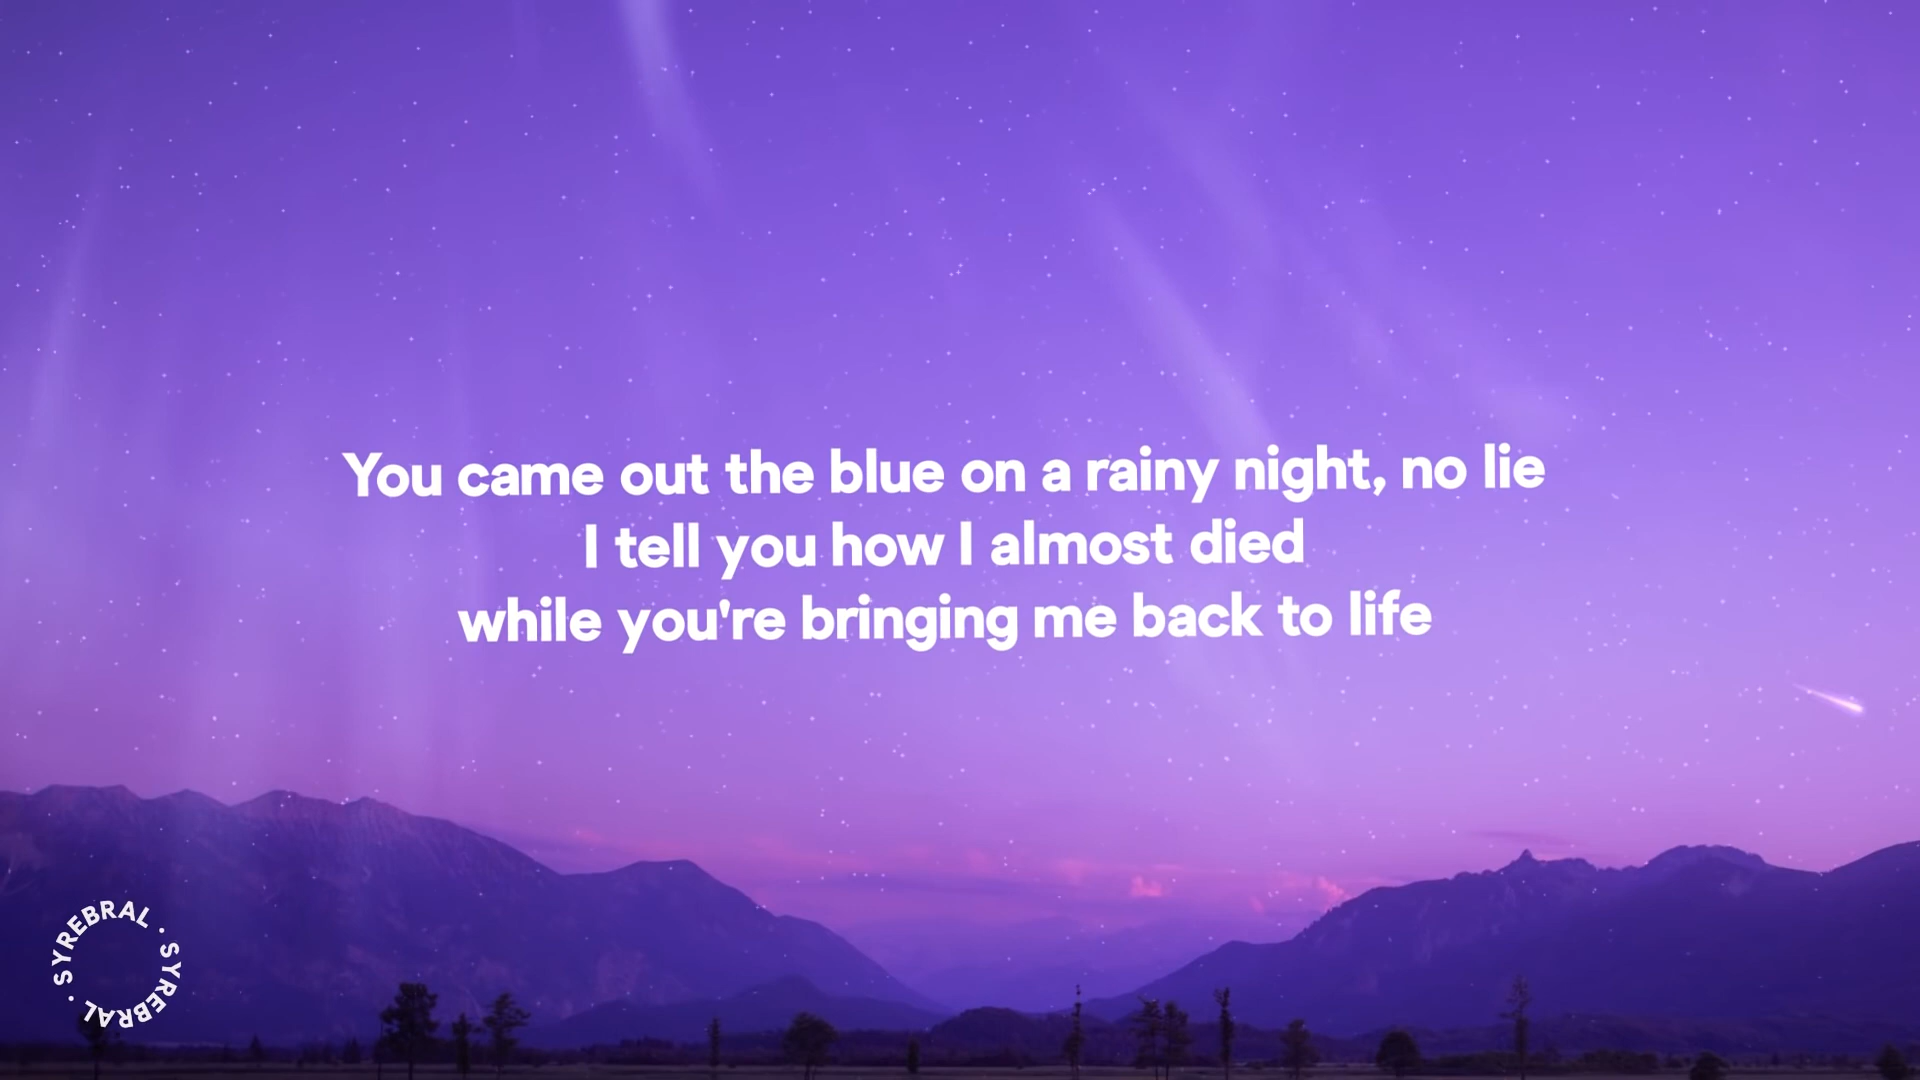 You came out the blue on a rainy night, no lie
I tell you how I almost died
while you're bringing me back to life
SYREBRAL · SYREBRAL ·